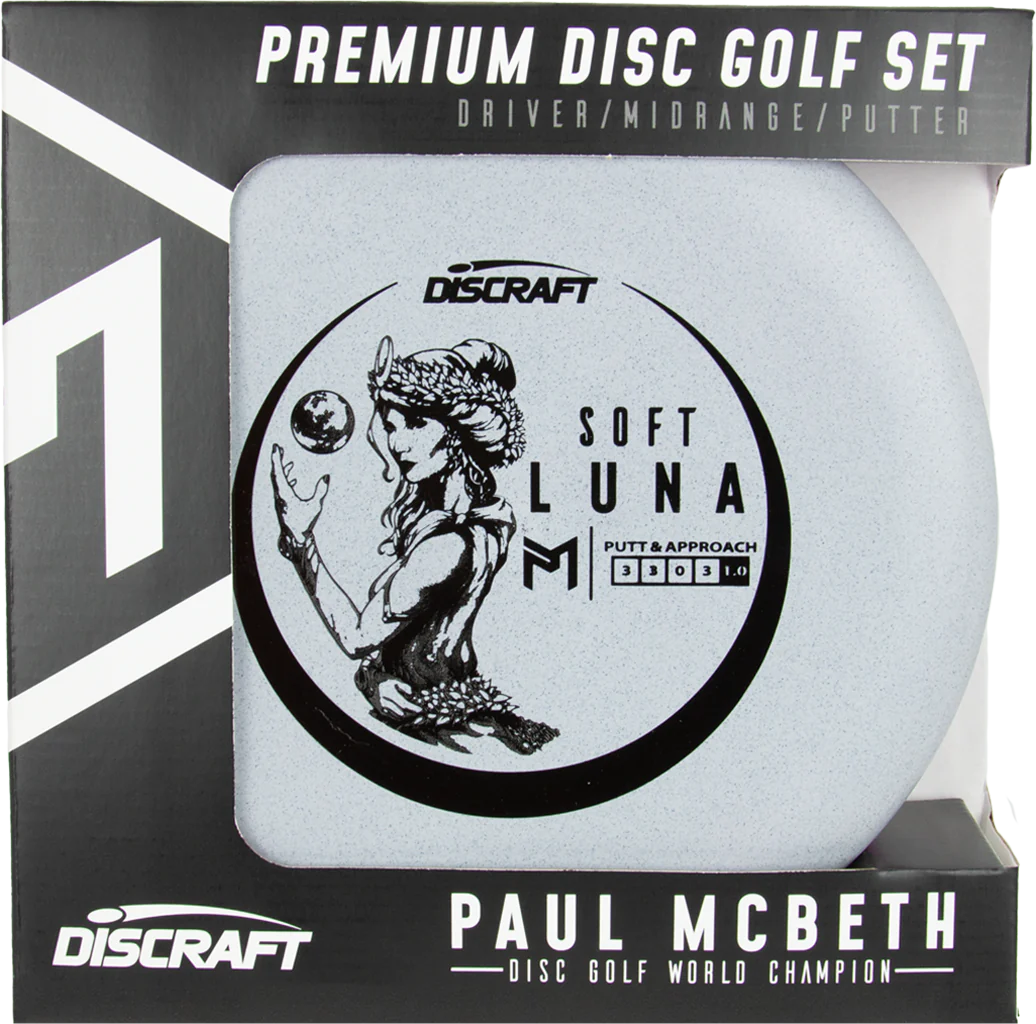 PREMIUM DISC GOLF SET
DRIVER/MIDRANGE/PUTTER
DISCRAFT
SOFT
LUNA
PUTT & APPROACH
3 3 0 3 1.0
DISCRAFT
PAUL MCBETH
DISC GOLF WORLD CHAMPION